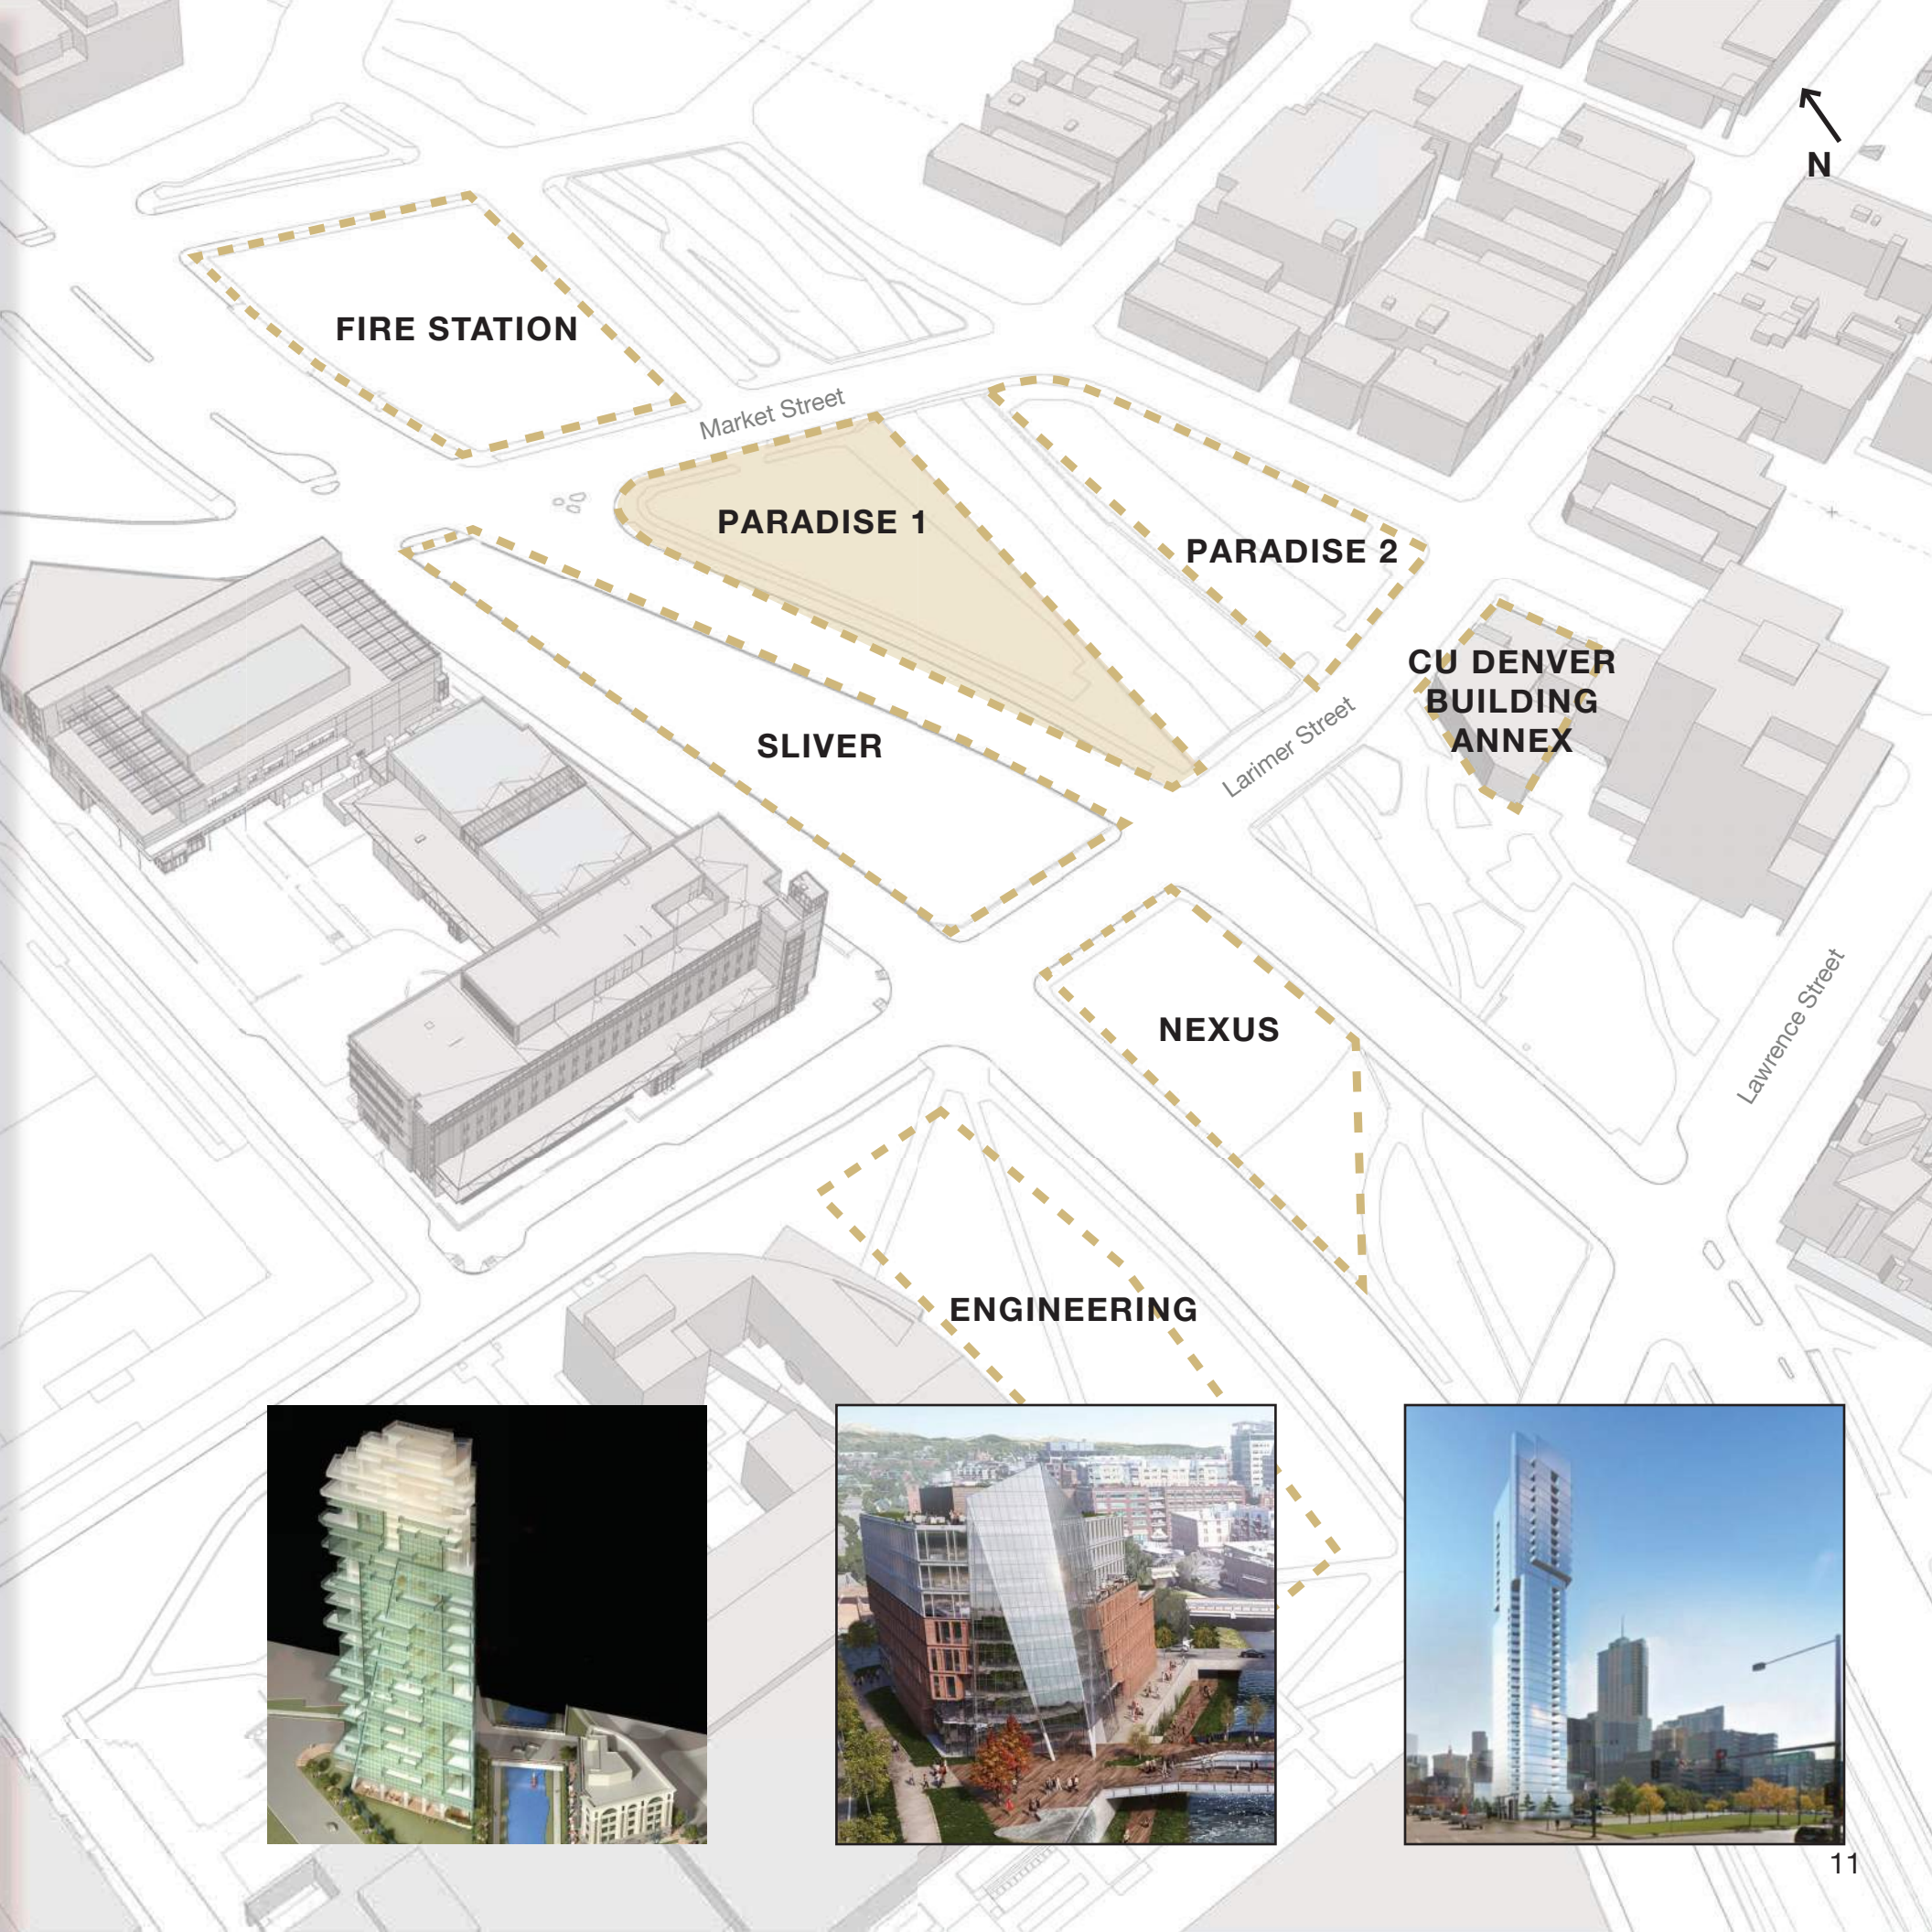 N
FIRE STATION
Market Street
PARADISE 1
PARADISE 2
CU DENVER
BUILDING
ANNEX
SLIVER
Larimer Street
NEXUS
Lawrence Street
ENGINEERING
11